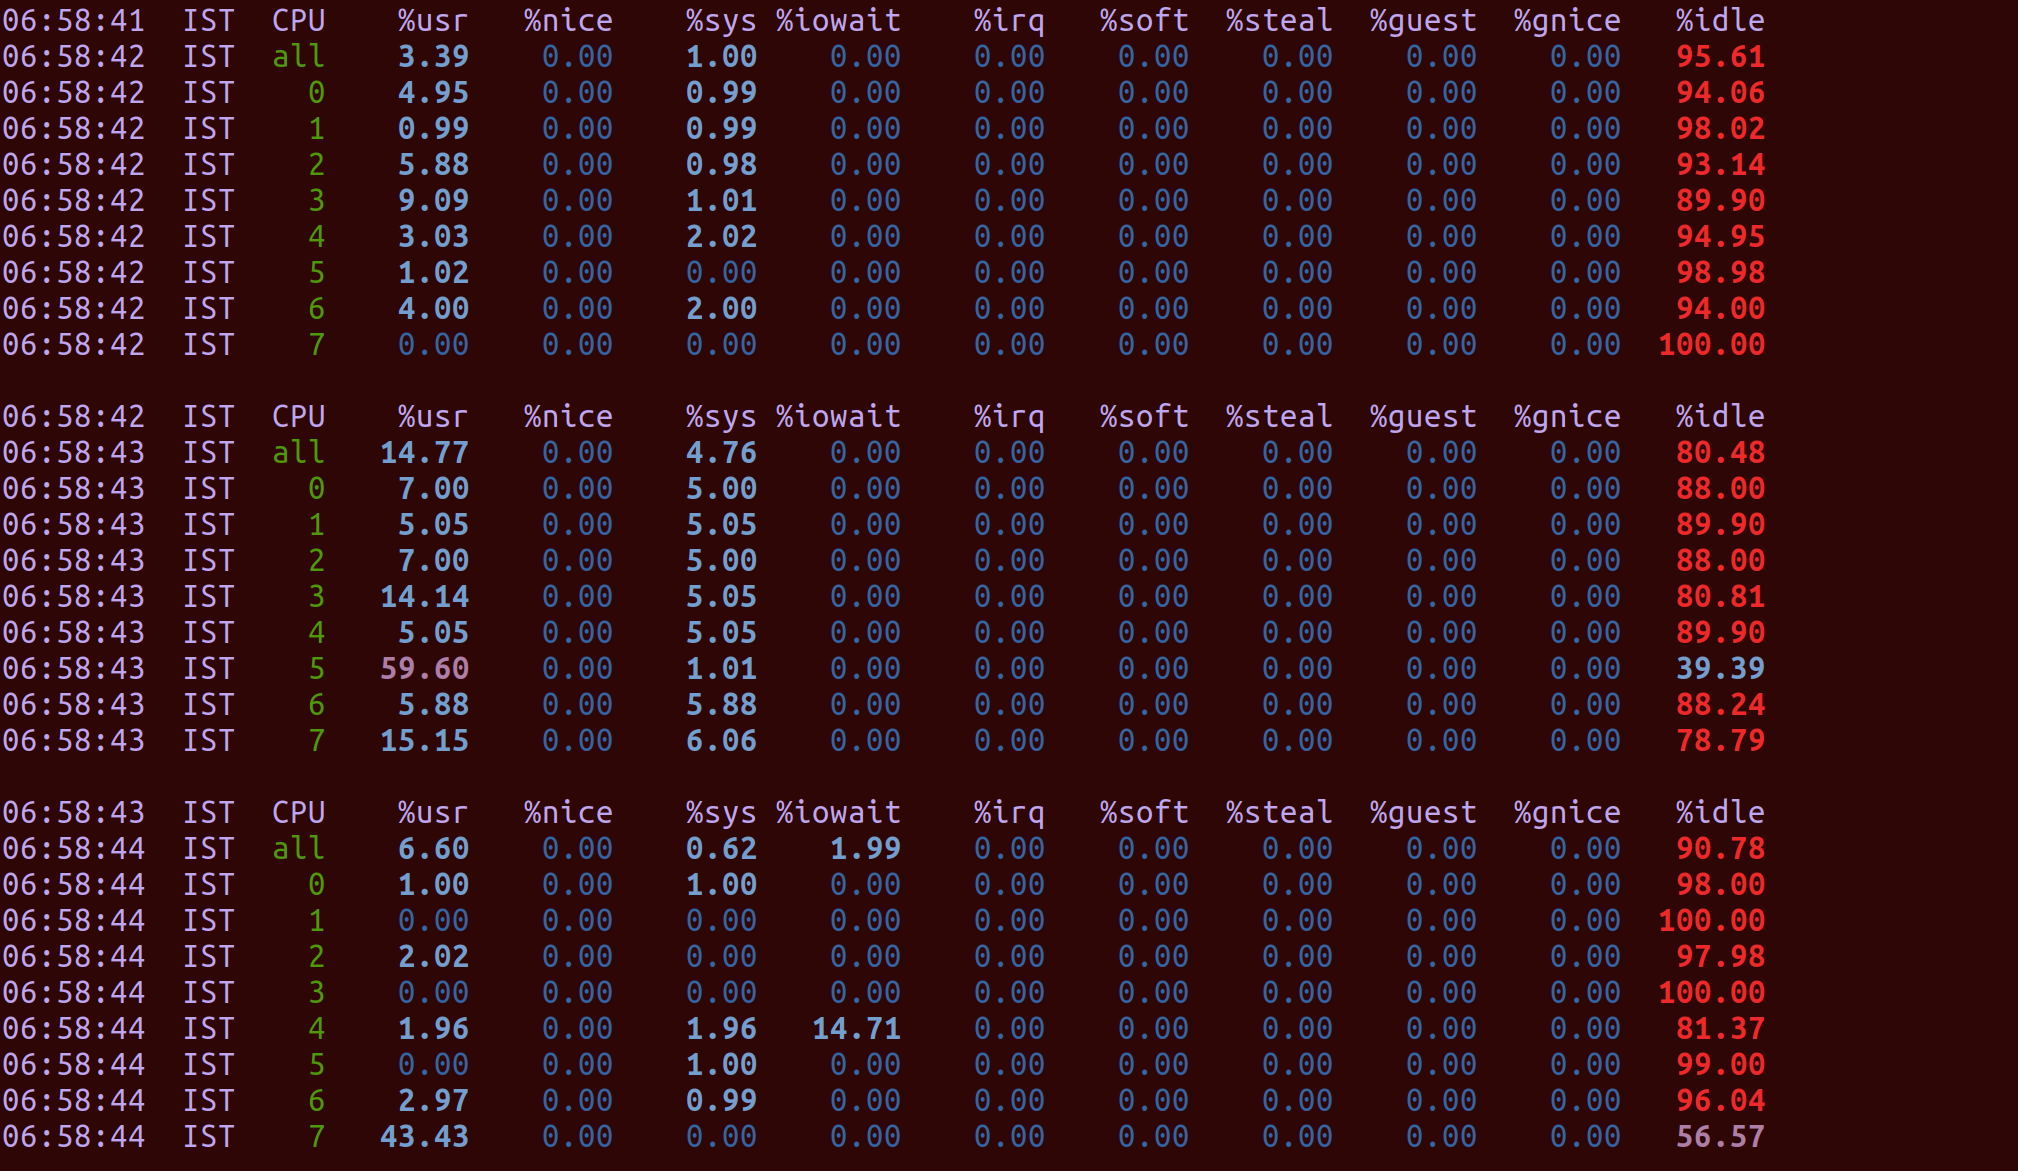 06:58:41 IST CPU %usr %nice %sys %iowait %irq %soft %steal %guest %gnice %idle
06:58:42 IST all 3.39 0.00 1.00 0.00 0.00 0.00 0.00 0.00 0.00 95.61
06:58:42 IST 0 4.95 0.00 0.99 0.00 0.00 0.00 0.00 0.00 0.00 94.06
06:58:42 IST 1 0.99 0.00 0.99 0.00 0.00 0.00 0.00 0.00 0.00 98.02
06:58:42 IST 2 5.88 0.00 0.98 0.00 0.00 0.00 0.00 0.00 0.00 93.14
06:58:42 IST 3 9.09 0.00 1.01 0.00 0.00 0.00 0.00 0.00 0.00 89.90
06:58:42 IST 4 3.03 0.00 2.02 0.00 0.00 0.00 0.00 0.00 0.00 94.95
06:58:42 IST 5 1.02 0.00 0.00 0.00 0.00 0.00 0.00 0.00 0.00 98.98
06:58:42 IST 6 4.00 0.00 2.00 0.00 0.00 0.00 0.00 0.00 0.00 94.00
06:58:42 IST 7 0.00 0.00 0.00 0.00 0.00 0.00 0.00 0.00 0.00 100.00
06:58:42 IST CPU %usr %nice %sys %iowait %irq %soft %steal %guest %gnice %idle
06:58:43 IST all 14.77 0.00 4.76 0.00 0.00 0.00 0.00 0.00 0.00 80.48
06:58:43 IST 0 7.00 0.00 5.00 0.00 0.00 0.00 0.00 0.00 0.00 88.00
06:58:43 IST 1 5.05 0.00 5.05 0.00 0.00 0.00 0.00 0.00 0.00 89.90
06:58:43 IST 2 7.00 0.00 5.00 0.00 0.00 0.00 0.00 0.00 0.00 88.00
06:58:43 IST 3 14.14 0.00 5.05 0.00 0.00 0.00 0.00 0.00 0.00 80.81
06:58:43 IST 4 5.05 0.00 5.05 0.00 0.00 0.00 0.00 0.00 0.00 89.90
06:58:43 IST 5 59.60 0.00 1.01 0.00 0.00 0.00 0.00 0.00 0.00 39.39
06:58:43 IST 6 5.88 0.00 5.88 0.00 0.00 0.00 0.00 0.00 0.00 88.24
06:58:43 IST 7 15.15 0.00 6.06 0.00 0.00 0.00 0.00 0.00 0.00 78.79
06:58:43 IST CPU %usr %nice %sys %iowait %irq %soft %steal %guest %gnice %idle
06:58:44 IST all 6.60 0.00 0.62 1.99 0.00 0.00 0.00 0.00 0.00 90.78
06:58:44 IST 0 1.00 0.00 1.00 0.00 0.00 0.00 0.00 0.00 0.00 98.00
06:58:44 IST 1 0.00 0.00 0.00 0.00 0.00 0.00 0.00 0.00 0.00 100.00
06:58:44 IST 2 2.02 0.00 0.00 0.00 0.00 0.00 0.00 0.00 0.00 97.98
06:58:44 IST 3 0.00 0.00 0.00 0.00 0.00 0.00 0.00 0.00 0.00 100.00
06:58:44 IST 4 1.96 0.00 1.96 14.71 0.00 0.00 0.00 0.00 0.00 81.37
06:58:44 IST 5 0.00 0.00 1.00 0.00 0.00 0.00 0.00 0.00 0.00 99.00
06:58:44 IST 6 2.97 0.00 0.99 0.00 0.00 0.00 0.00 0.00 0.00 96.04
06:58:44 IST 7 43.43 0.00 0.00 0.00 0.00 0.00 0.00 0.00 0.00 56.57